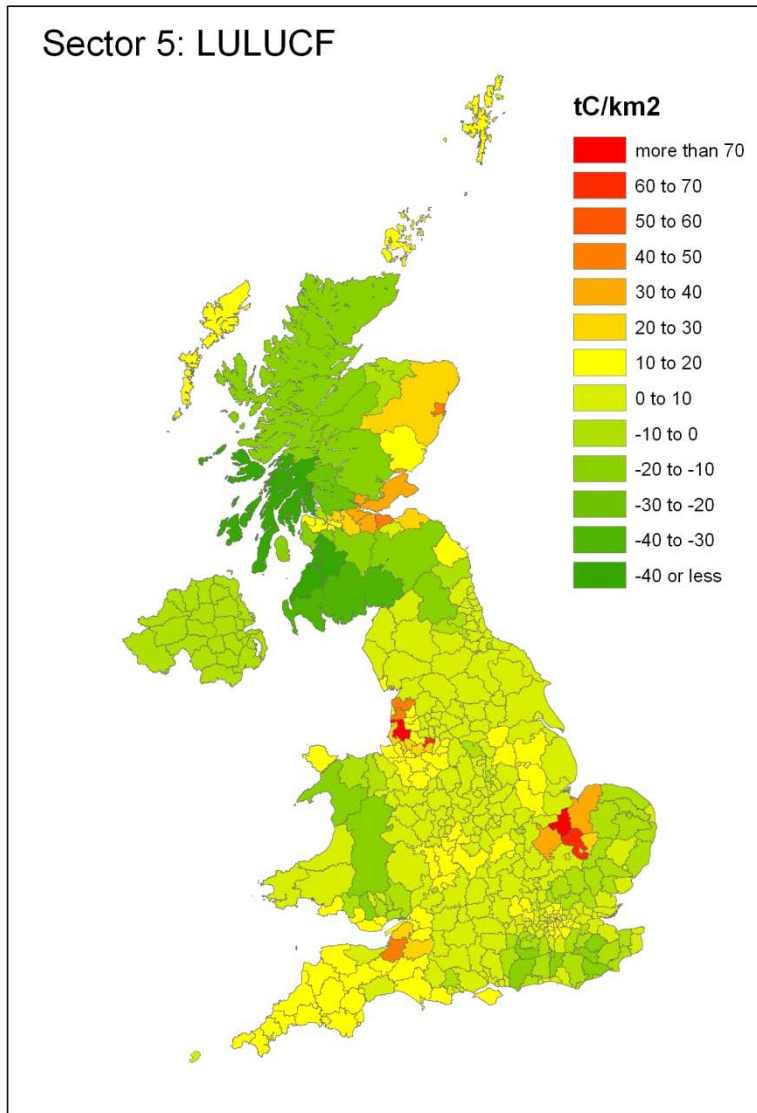 Sector 5: LULUCF
tC/km2
more than 70
60 to 70
50 to 60
40 to 50
30 to 40
20 to 30
10 to 20
0 to 10
-10 to 0
-20 to -10
-30 to -20
-40 to -30
-40 or less